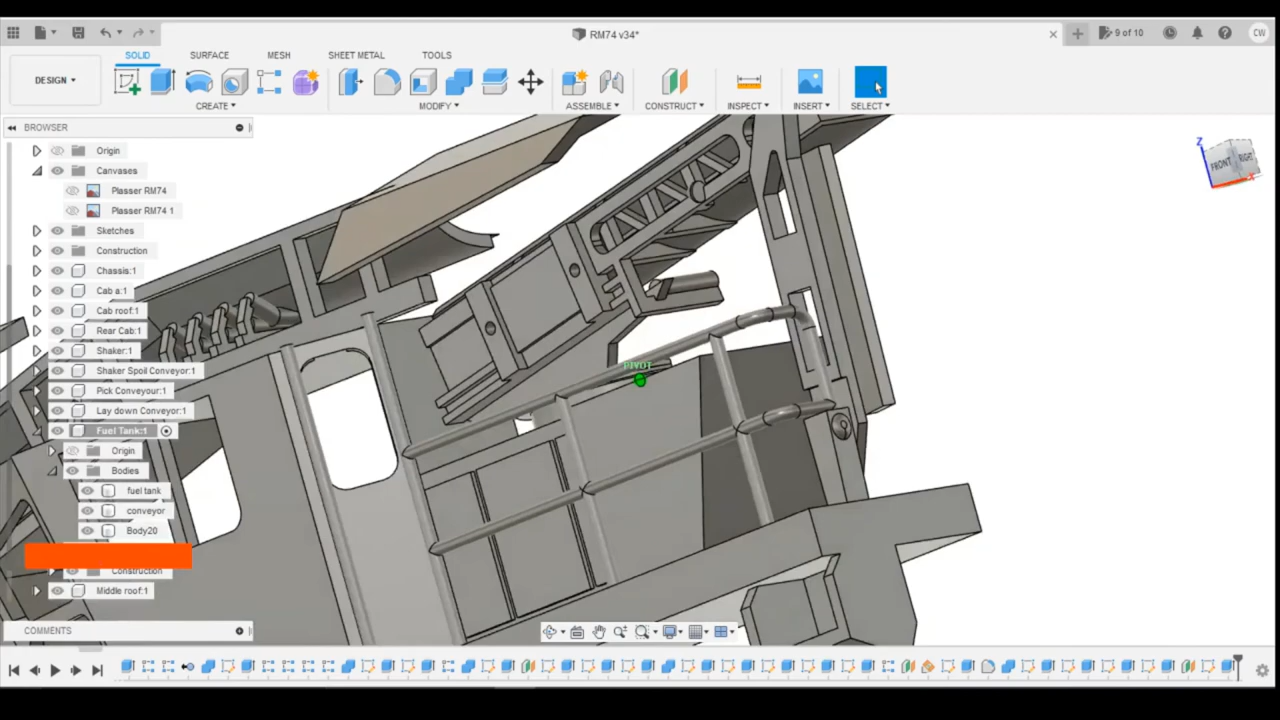 RM74 v34*
9 of 10
CW
DESIGN
SOLID
SURFACE
MESH
SHEET METAL
TOOLS
CREATE
MODIFY
ASSEMBLE
CONSTRUCT
INSPECT
INSERT
SELECT
BROWSER
Origin
Canvases
Plasser RM74
Plasser RM74 1
Sketches
Construction
Chassis:1
Cab a:1
Cab roof:1
Rear Cab:1
Shaker:1
Shaker Spoil Conveyor:1
Pick Conveyour:1
Lay down Conveyor:1
Fuel Tank:1
Origin
Bodies
fuel tank
conveyor
Body20
Construction
Middle roof:1
COMMENTS
PIVOT
Z
FRONT
RIGHT
X